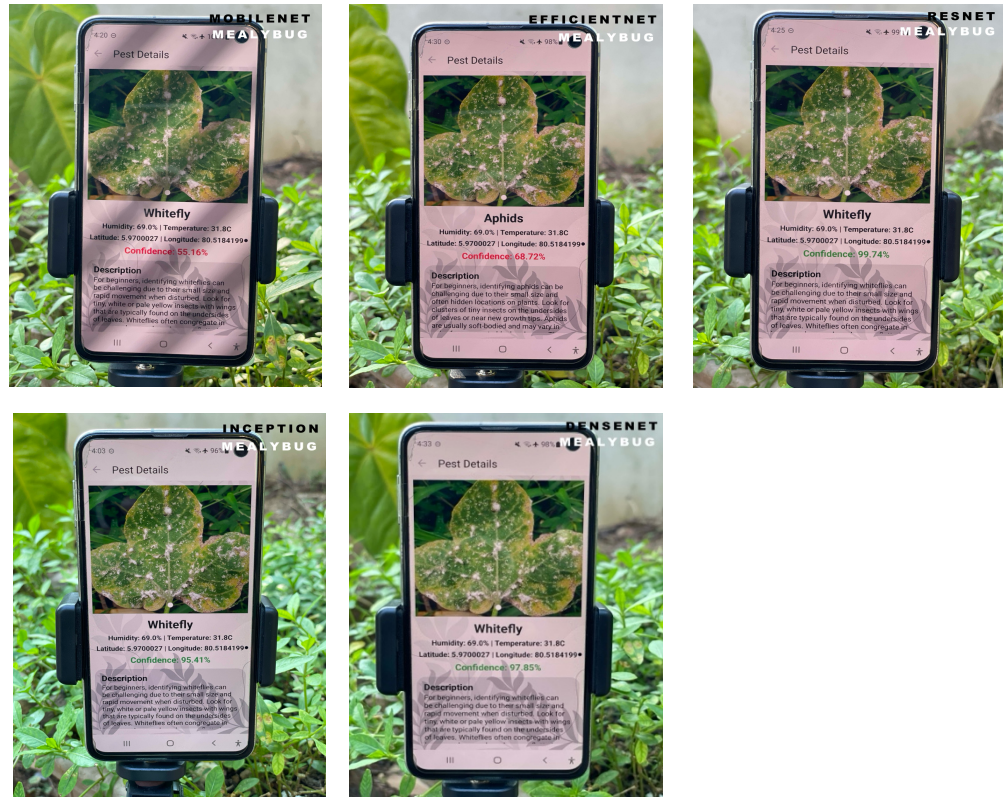 MOBILENET
MEALYBUG
4:20
Pest Details
Whitefly
Humidity: 69.0% | Temperature: 31.8C
Latitude: 5.9700027 | Longitude: 80.5184199
Confidence: 55.16%
Description
For beginners, identifying whiteflies can
be challenging due to their small size and
rapid movement when disturbed. Look for
tiny, white or pale yellow insects with wings
that are typically found on the undersides
of leaves. Whiteflies often congregate in
EFFICIENTNET
MEALYBUG
4:30
98%
Pest Details
Aphids
Humidity: 69.0% | Temperature: 31.8C
Latitude: 5.9700027 | Longitude: 80.5184199
Confidence: 68.72%
Description
For beginners, identifying aphids can be
challenging due to their small size and
often hidden locations on plants. Look for
clusters of tiny insects on the undersides
of leaves or near new growth tips. Aphids
are usually soft-bodied and may vary in
RESNET
MEALYBUG
4:25
Pest Details
Whitefly
Humidity: 69.0% | Temperature: 31.8C
Latitude: 5.9700027 | Longitude: 80.5184199
Confidence: 99.74%
Description
For beginners, identifying whiteflies can
be challenging due to their small size and
rapid movement when disturbed. Look for
tiny, white or pale yellow insects with wings
that are typically found on the undersides
of leaves. Whiteflies often congregate in
INCEPTION
MEALYBUG
4:03
96%
Pest Details
Whitefly
Humidity: 69.0% | Temperature: 31.8C
Latitude: 5.9700027 | Longitude: 80.5184199
Confidence: 95.41%
Description
For beginners, identifying whiteflies can
be challenging due to their small size and
rapid movement when disturbed. Look for
tiny, white or pale yellow insects with wings
that are typically found on the undersides
of leaves. Whiteflies often congregate in
DENSENET
MEALYBUG
4:33
98%
Pest Details
Whitefly
Humidity: 69.0% | Temperature: 31.8C
Latitude: 5.9700027 | Longitude: 80.5184199
Confidence: 97.85%
Description
For beginners, identifying whiteflies can
be challenging due to their small size and
rapid movement when disturbed. Look for
tiny, white or pale yellow insects with wings
that are typically found on the undersides
of leaves. Whiteflies often congregate in